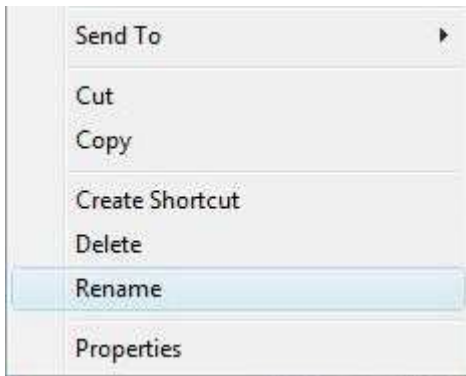 Send To
Cut
Copy
Create Shortcut
Delete
Rename
Properties